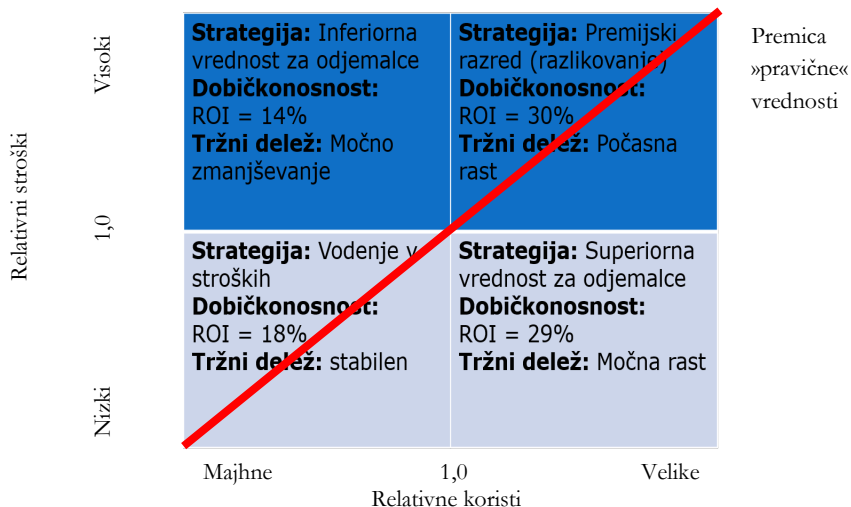 Visoki
1,0
Nizki
Relativni stroški
Strategija: Inferiorna
vrednost za odjemalce
Dobičkonosnost:
ROI = 14%
Tržni delež: Močno
zmanjševanje
Strategija: Premijski
razred (razlikovanje)
Dobičkonosnost:
ROI = 30%
Tržni delež: Počasna
rast
Premica
»pravične«
vrednosti
Strategija: Vodenje v
stroških
Dobičkonosnost:
ROI = 18%
Tržni delež: stabilen
Strategija: Superiorna
vrednost za odjemalce
Dobičkonosnost:
ROI = 29%
Tržni delež: Močna rast
Majhne
1,0
Velike
Relativne koristi